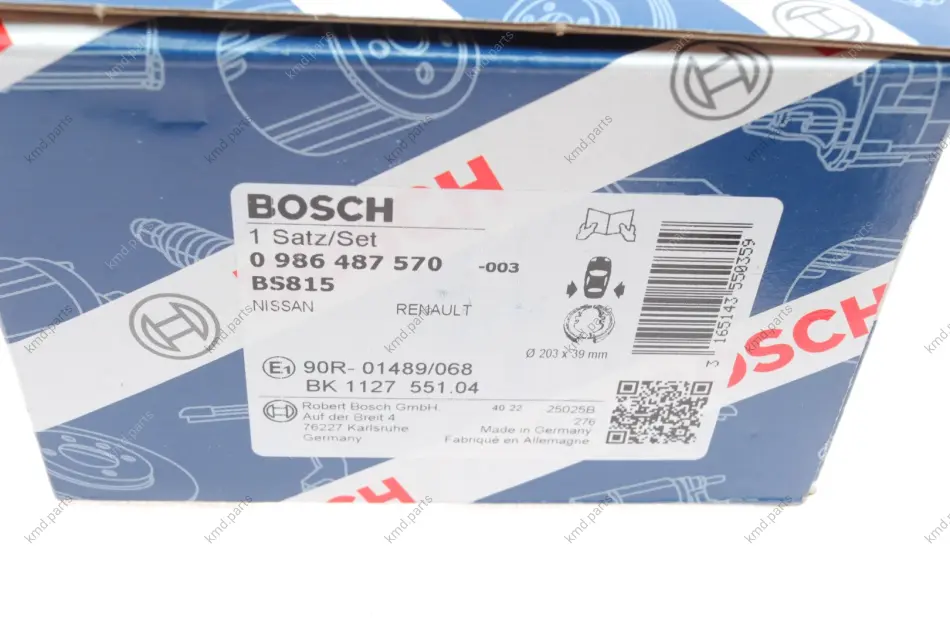 BOSCH
BOSCH
1 Satz/Set
0 986 487 570 -003
BS815
NISSAN RENAULT
Ø 203 x 39 mm
3 165143 550359
E1 90R- 01489/068
BK 1127 551.04
Robert Bosch GmbH.
Auf der Breit 4
76227 Karlsruhe
Germany
40 22 25025B
276
Made in Germany
Fabriqué en Allemagne
OSCH
CH
kmd.parts